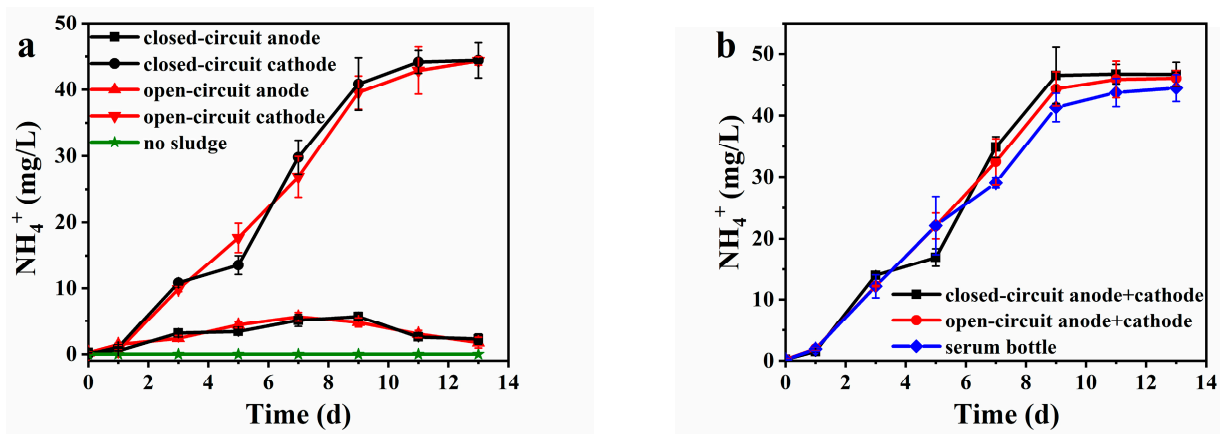 a
closed-circuit anode
closed-circuit cathode
open-circuit anode
open-circuit cathode
no sludge
NH₄⁺ (mg/L)
50
40
30
20
10
0
0 2 4 6 8 10 12 14
Time (d)
b
closed-circuit anode+cathode
open-circuit anode+cathode
serum bottle
NH₄⁺ (mg/L)
60
50
40
30
20
10
0
0 2 4 6 8 10 12 14
Time (d)